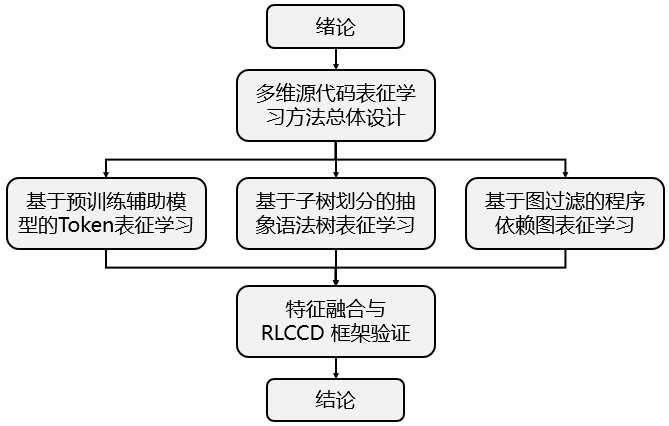 绪论
多维源代码表征学
习方法总体设计
基于预训练辅助模
型的Token表征学习
基于子树划分的抽
象语法树表征学习
基于图过滤的程序
依赖图表征学习
特征融合与
RLCCD 框架验证
结论